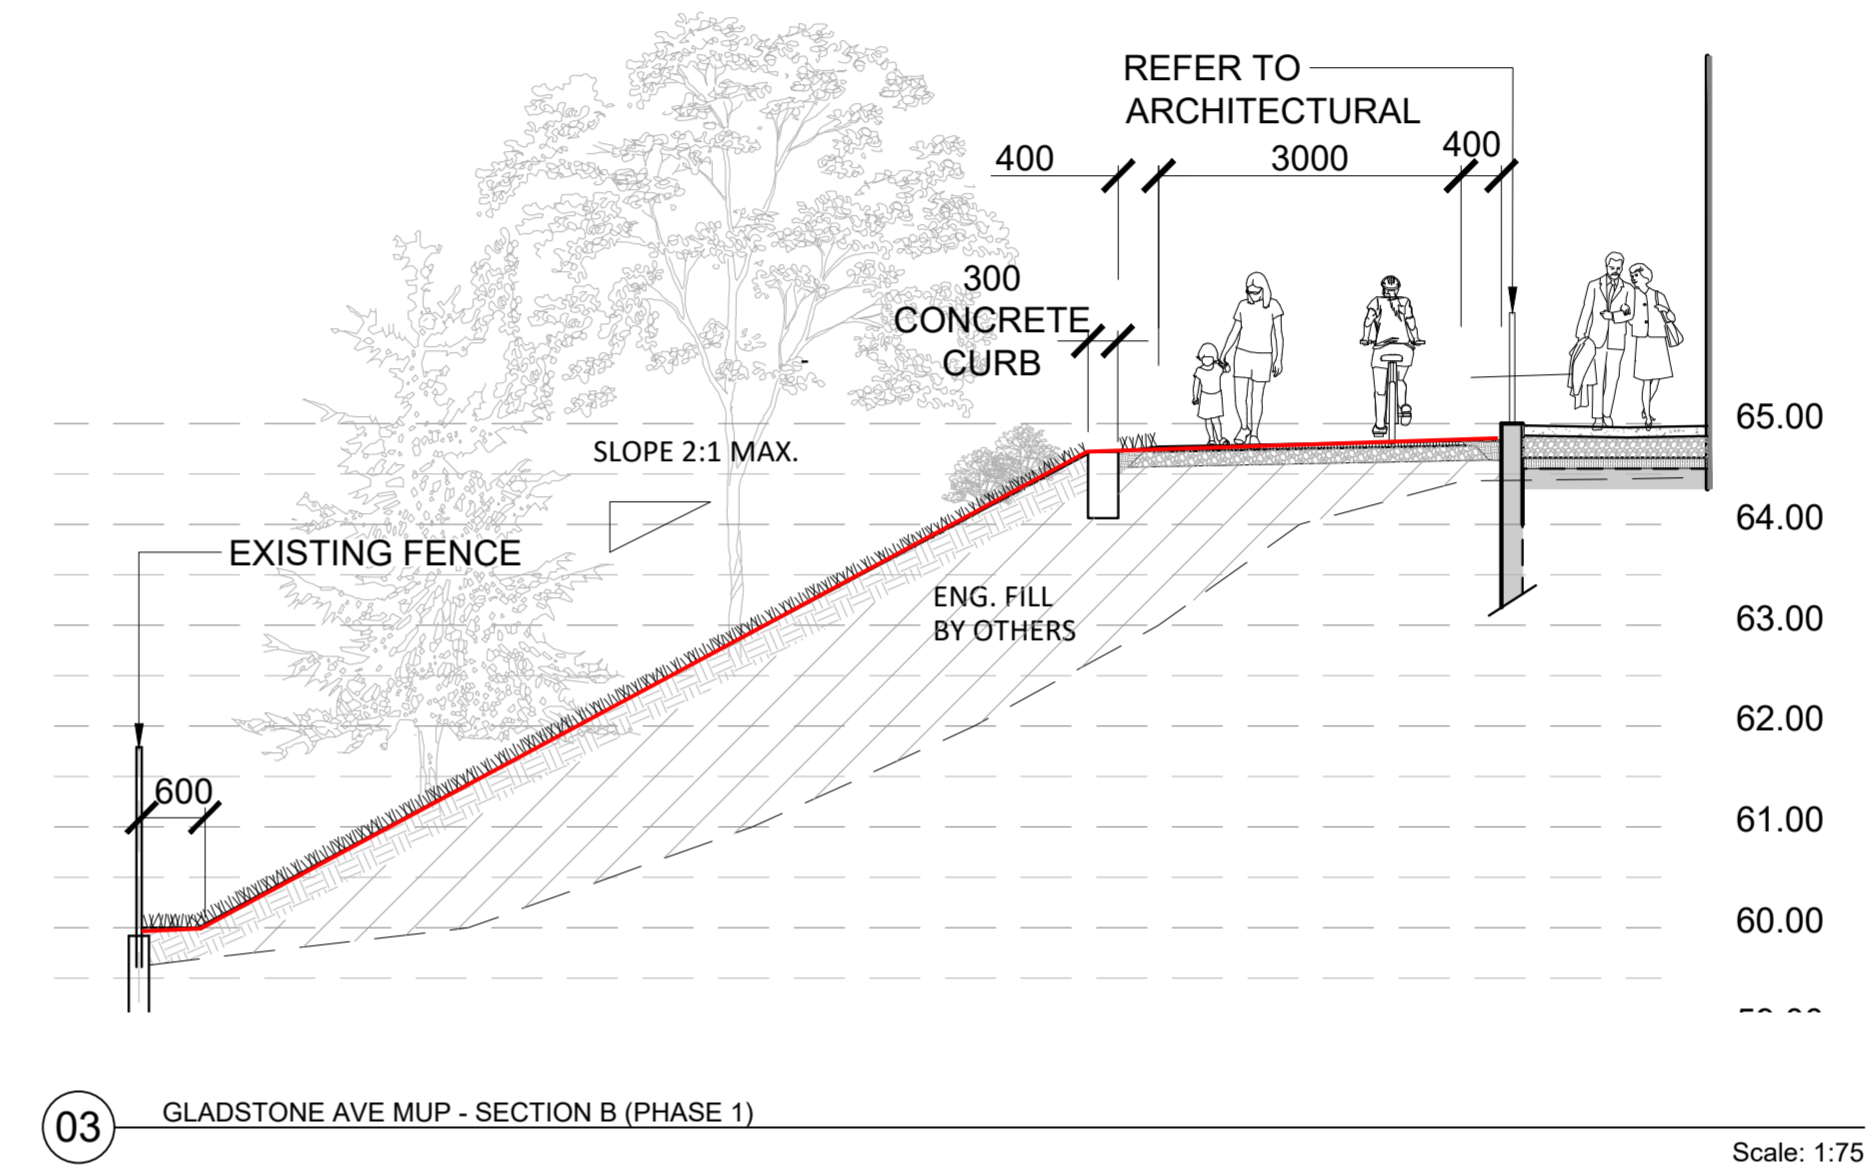 REFER TO
ARCHITECTURAL
400
3000
400
300
CONCRETE
CURB
SLOPE 2:1 MAX.
EXISTING FENCE
ENG. FILL
BY OTHERS
600
65.00
64.00
63.00
62.00
61.00
60.00
03
GLADSTONE AVE MUP - SECTION B (PHASE 1)
Scale: 1:75